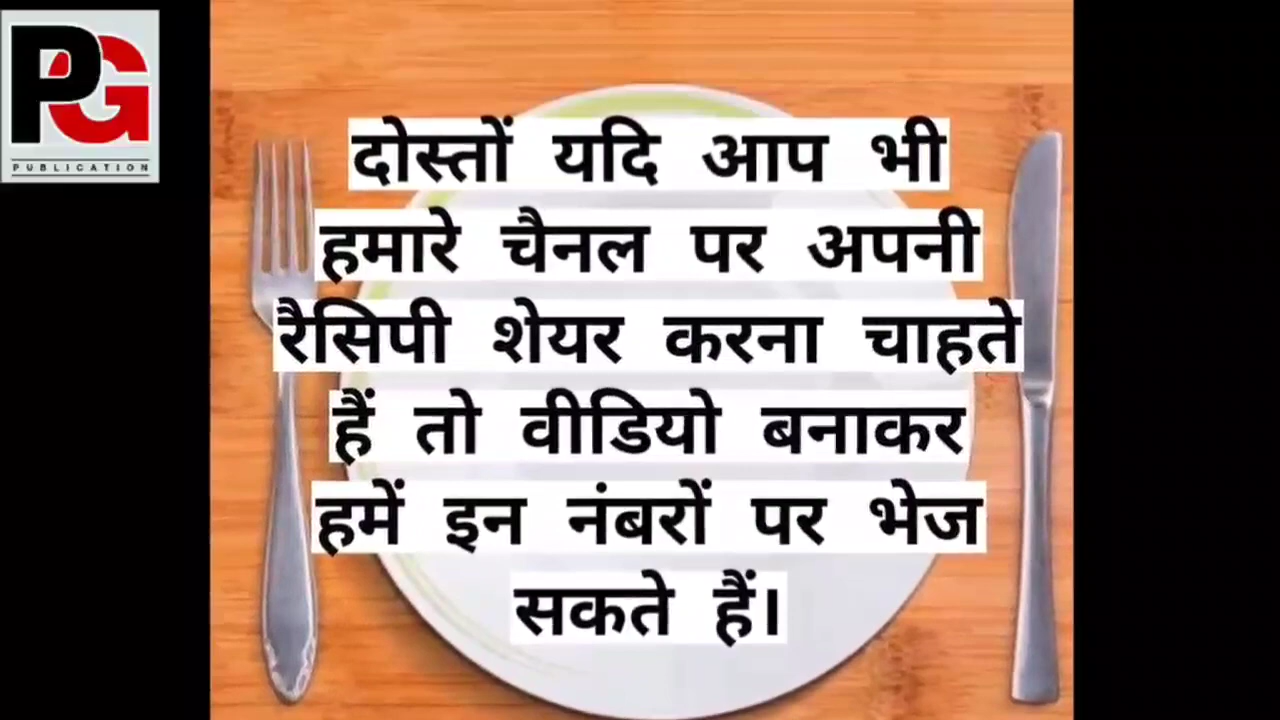 PG
PUBLICATION
दोस्तों यदि आप भी
हमारे चैनल पर अपनी
रैसिपी शेयर करना चाहते
हैं तो वीडियो बनाकर
हमें इन नंबरों पर भेज
सकते हैं।